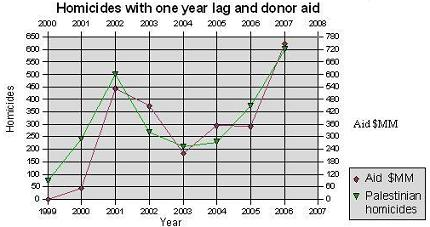 Homicides with one year lag and donor aid
2000 2001 2002 2003 2004 2005 2006 2007 2008
650 780
600 720
550 660
500 600
450 540
400 480
350 420
300 360
250 300
200 240
150 180
100 120
50 60
0 0
Homicides
Aid $MM
1999 2000 2001 2002 2003 2004 2005 2006 2007
Year
Aid $MM
Palestinian
homicides